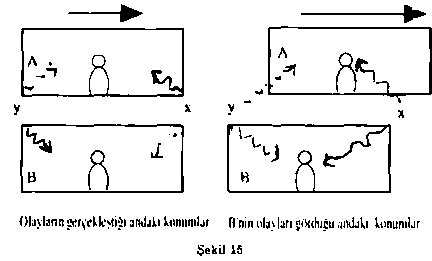 A
A
y
x
y
x
B
B
Olayların gerçekleştiği andaki konumlar
B'nin olayları gördüğü andaki konumlar
Şekil 15